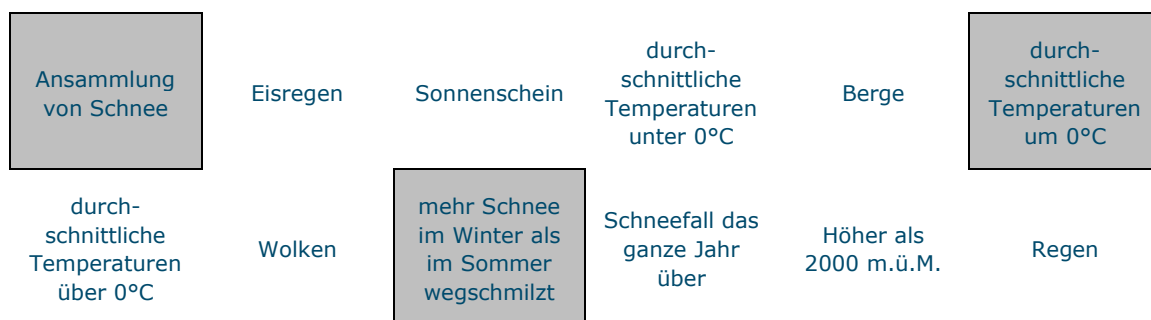 Ansammlung
von Schnee
Eisregen
Sonnenschein
durch-
schnittliche
Temperaturen
unter 0°C
Berge
durch-
schnittliche
Temperaturen
um 0°C
durch-
schnittliche
Temperaturen
über 0°C
Wolken
mehr Schnee
im Winter als
im Sommer
wegschmilzt
Schneefall das
ganze Jahr
über
Höher als
2000 m.ü.M.
Regen